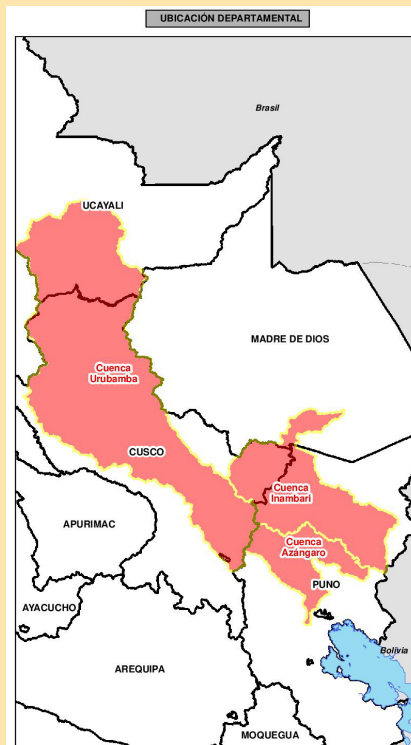 UBICACIÓN DEPARTAMENTAL
Brasil
UCAYALI
MADRE DE DIOS
Cuenca
Urubamba
CUSCO
Cuenca
Inambari
APURIMAC
Cuenca
Azángaro
PUNO
AYACUCHO
Bolivia
AREQUIPA
MOQUEGUA